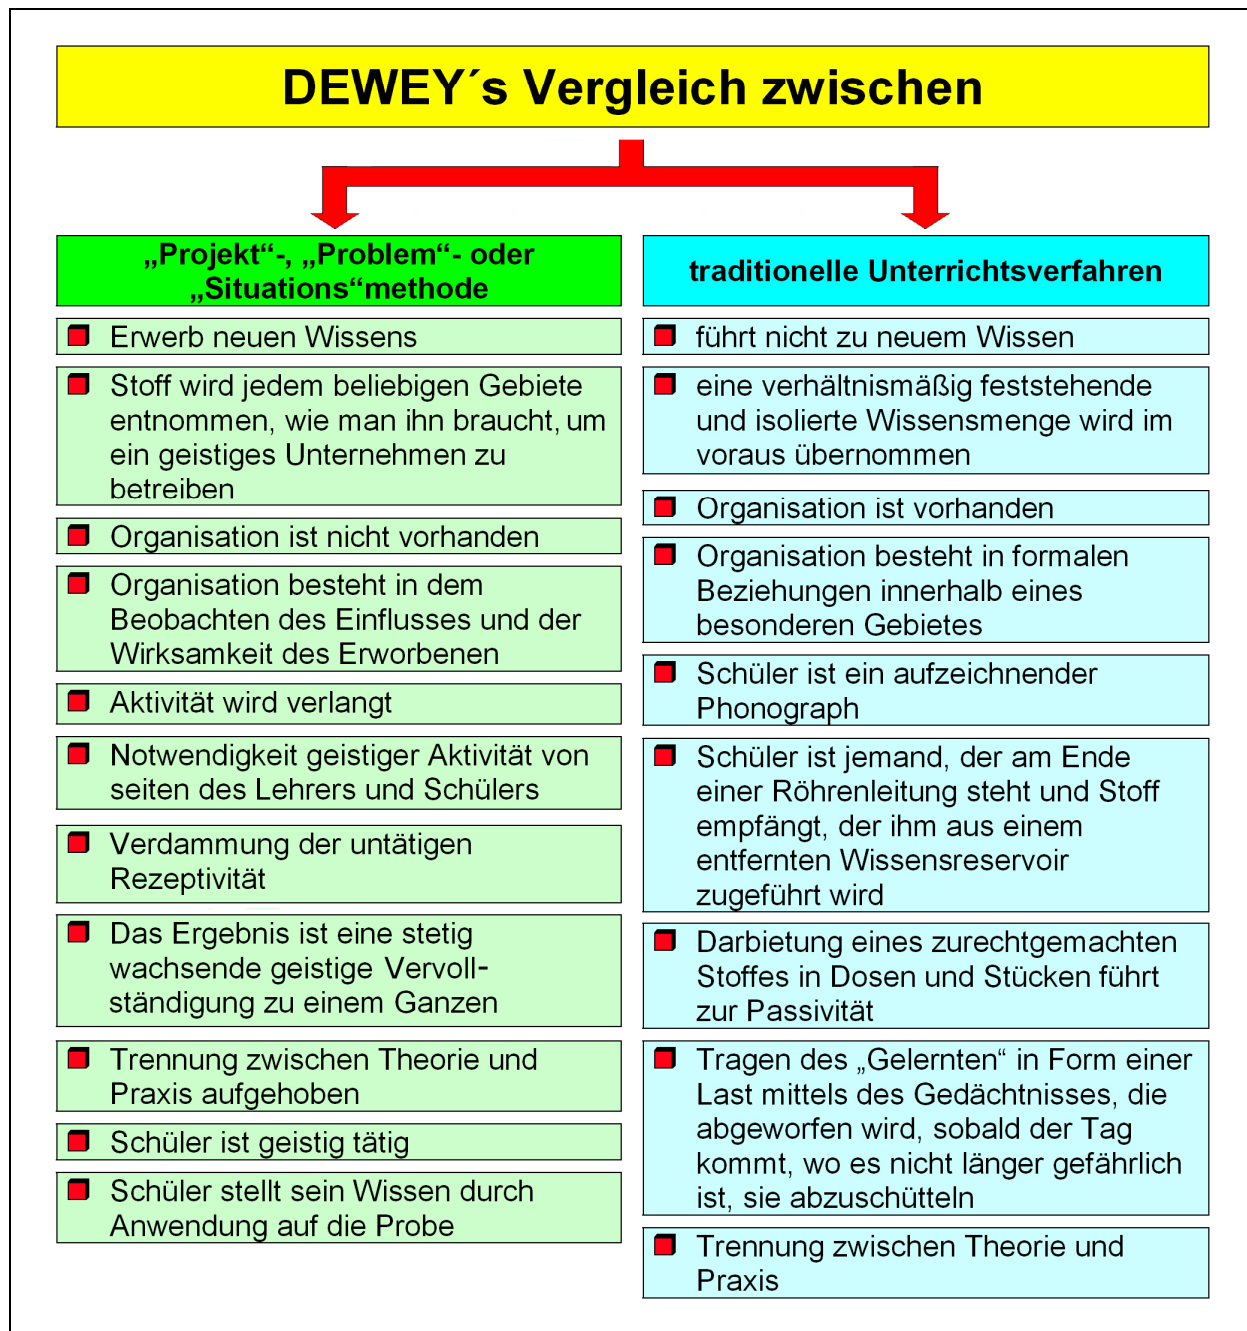 DEWEY´s Vergleich zwischen
„Projekt“-, „Problem“- oder
„Situations“methode
Erwerb neuen Wissens
Stoff wird jedem beliebigen Gebiete
entnommen, wie man ihn braucht, um
ein geistiges Unternehmen zu
betreiben
Organisation ist nicht vorhanden
Organisation besteht in dem
Beobachten des Einflusses und der
Wirksamkeit des Erworbenen
Aktivität wird verlangt
Notwendigkeit geistiger Aktivität von
seiten des Lehrers und Schülers
Verdammung der untätigen
Rezeptivität
Das Ergebnis ist eine stetig
wachsende geistige Vervoll-
ständigung zu einem Ganzen
Trennung zwischen Theorie und
Praxis aufgehoben
Schüler ist geistig tätig
Schüler stellt sein Wissen durch
Anwendung auf die Probe
traditionelle Unterrichtsverfahren
führt nicht zu neuem Wissen
eine verhältnismäßig feststehende
und isolierte Wissensmenge wird im
voraus übernommen
Organisation ist vorhanden
Organisation besteht in formalen
Beziehungen innerhalb eines
besonderen Gebietes
Schüler ist ein aufzeichnender
Phonograph
Schüler ist jemand, der am Ende
einer Röhrenleitung steht und Stoff
empfängt, der ihm aus einem
entfernten Wissensreservoir
zugeführt wird
Darbietung eines zurechtgemachten
Stoffes in Dosen und Stücken führt
zur Passivität
Tragen des „Gelernten“ in Form einer
Last mittels des Gedächtnisses, die
abgeworfen wird, sobald der Tag
kommt, wo es nicht länger gefährlich
ist, sie abzuschütteln
Trennung zwischen Theorie und
Praxis